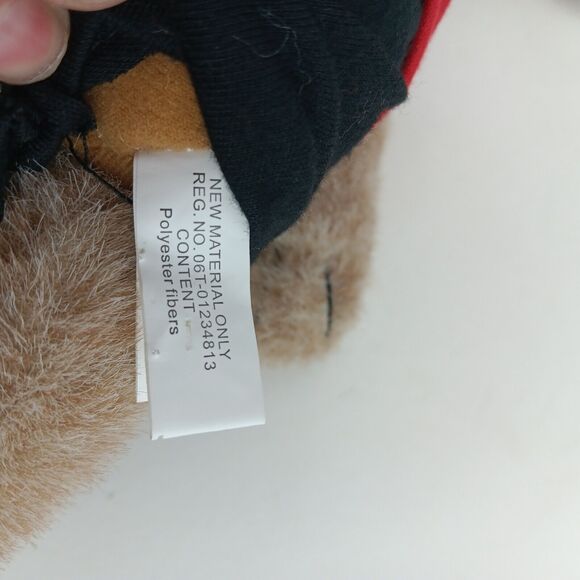 NEW MATERIAL ONLY
REG. NO. 06T-01234813
CONTENT
Polyester fibers